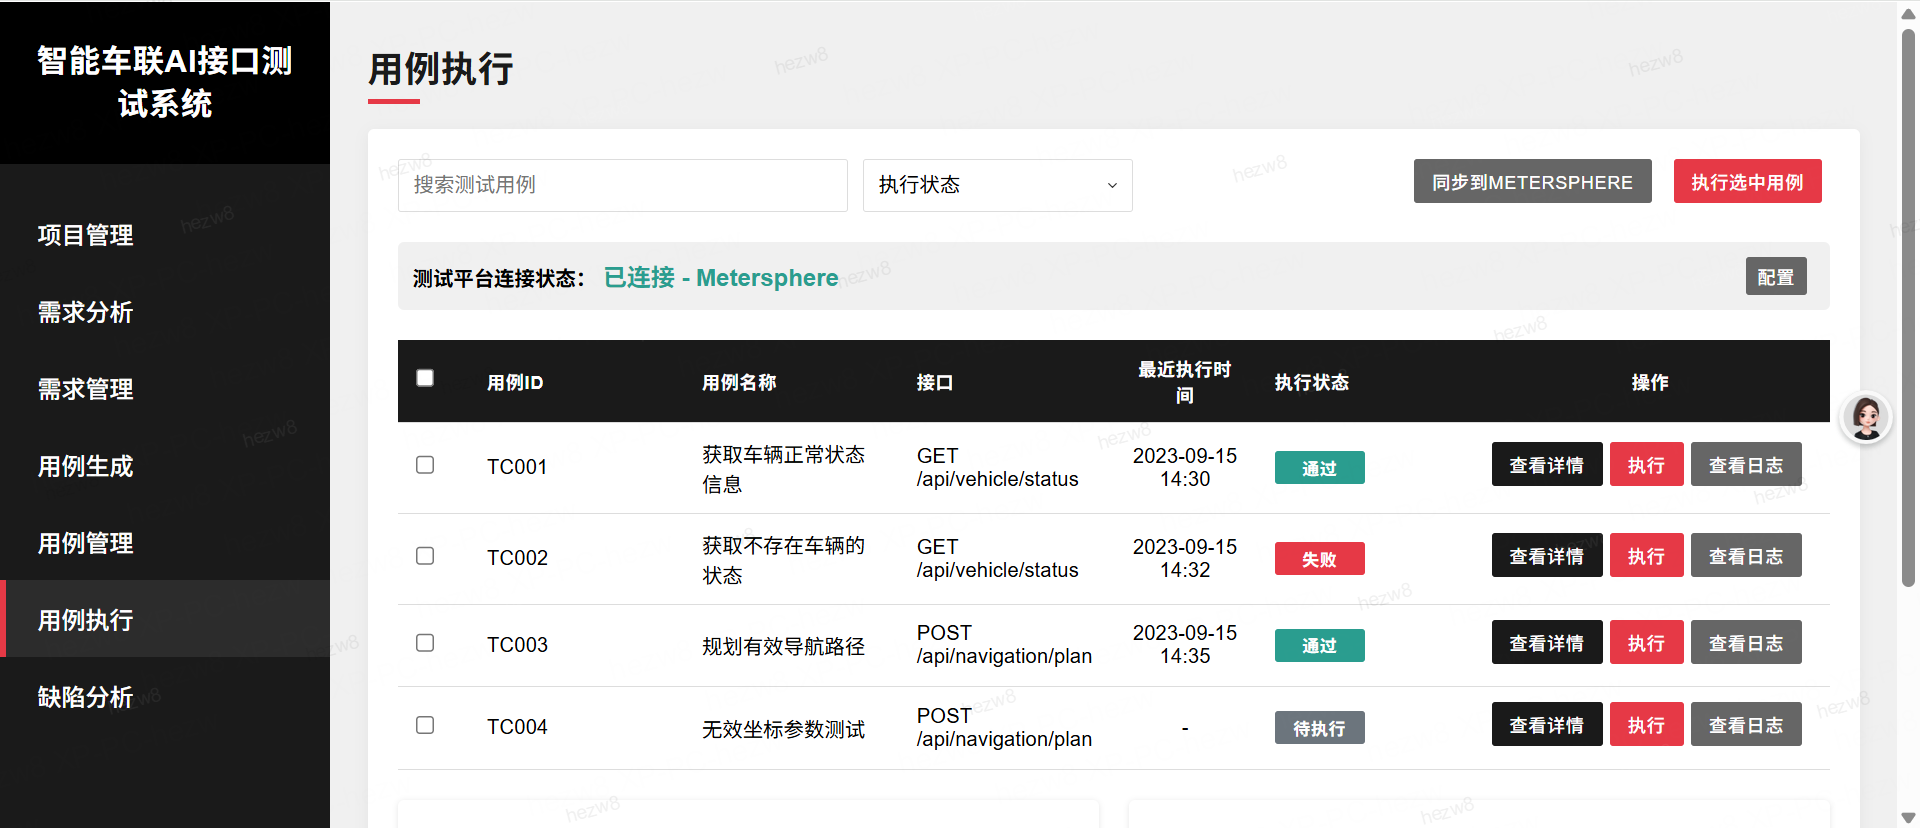 智能车联AI接口测
试系统
项目管理
需求分析
需求管理
用例生成
用例管理
用例执行
缺陷分析
用例执行
搜索测试用例
执行状态
同步到METERSPHERE
执行选中用例
测试平台连接状态： 已连接 - Metersphere
配置
用例ID 用例名称 接口 最近执行时间 执行状态 操作
TC001
获取车辆正常状态
信息
GET
/api/vehicle/status
2023-09-15
14:30
通过
查看详情 执行 查看日志
TC002
获取不存在车辆的
状态
GET
/api/vehicle/status
2023-09-15
14:32
失败
查看详情 执行 查看日志
TC003
规划有效导航路径
POST
/api/navigation/plan
2023-09-15
14:35
通过
查看详情 执行 查看日志
TC004
无效坐标参数测试
POST
/api/navigation/plan
-
待执行
查看详情 执行 查看日志
hezw8